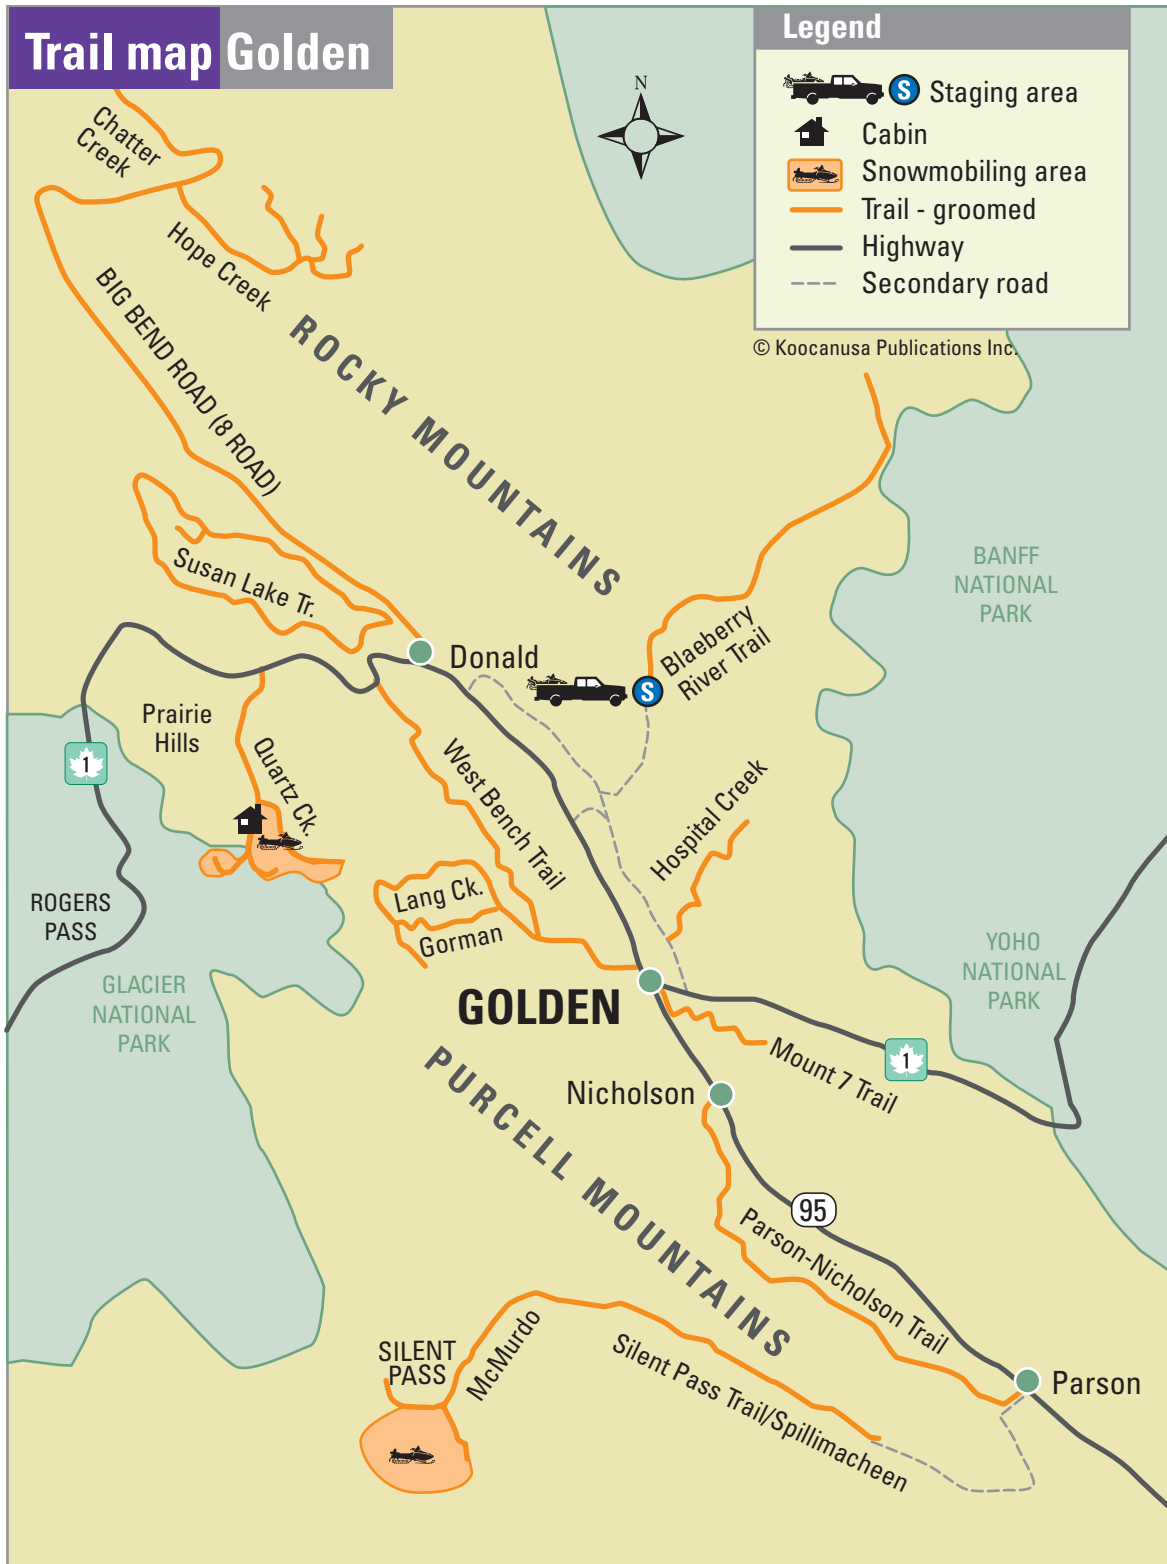 Trail map Golden
Legend
S Staging area
Cabin
Snowmobiling area
Trail - groomed
Highway
Secondary road
© Koocanusa Publications Inc.
N
Chatter
Creek
Hope Creek
BIG BEND ROAD (8 ROAD)
ROCKY MOUNTAINS
Susan Lake Tr.
BANFF
NATIONAL
PARK
Donald
S
Blaeberry
River Trail
Prairie
Hills
1
Quartz Ck.
West Bench Trail
Hospital Creek
Lang Ck.
Gorman
ROGERS
PASS
GLACIER
NATIONAL
PARK
YOHO
NATIONAL
PARK
GOLDEN
1
Mount 7 Trail
Nicholson
PURCELL MOUNTAINS
95
Parson-Nicholson Trail
SILENT
PASS
McMurdo
Silent Pass Trail/Spillimacheen
Parson